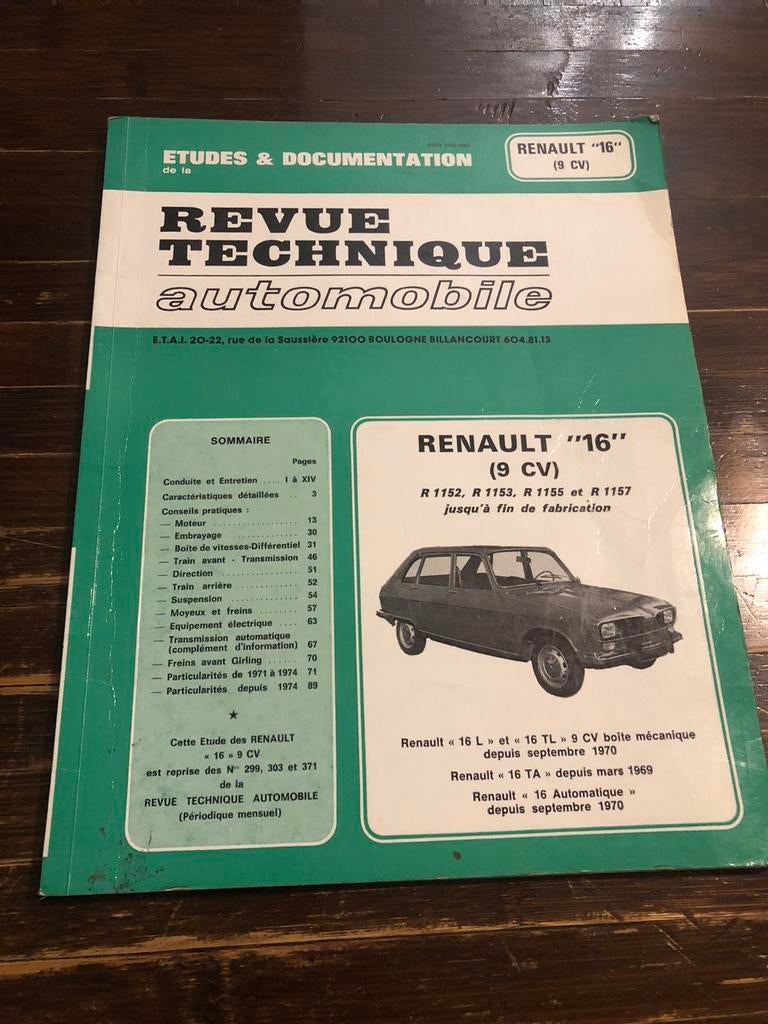 ETUDES & DOCUMENTATION
de la
RENAULT "16"
(9 CV)
REVUE
TECHNIQUE
automobile
E.T.A.I. 20-22, rue de la Saussière 92100 BOULOGNE BILLANCOURT 604.81.13
SOMMAIRE
Pages
Conduite et Entretien .... I à XIV
Caractéristiques détaillées .. 3
Conseils pratiques :
— Moteur .................. 13
— Embrayage .............. 30
— Boîte de vitesses-Différentiel 31
— Train avant - Transmission 46
— Direction ................ 51
— Train arrière ............ 52
— Suspension .............. 54
— Moyeux et freins ........ 57
— Equipement électrique .... 63
— Transmission automatique
(complément d'information) 67
— Freins avant Girling ...... 70
— Particularités de 1971 à 1974 71
— Particularités depuis 1974 89
★
Cette Etude des RENAULT
« 16 » 9 CV
est reprise des Nos 299, 303 et 371
de la
REVUE TECHNIQUE AUTOMOBILE
(Périodique mensuel)
RENAULT "16"
(9 CV)
R 1152, R 1153, R 1155 et R 1157
jusqu'à fin de fabrication
Renault « 16 L » et « 16 TL » 9 CV boîte mécanique
depuis septembre 1970
Renault « 16 TA » depuis mars 1969
Renault « 16 Automatique »
depuis septembre 1970